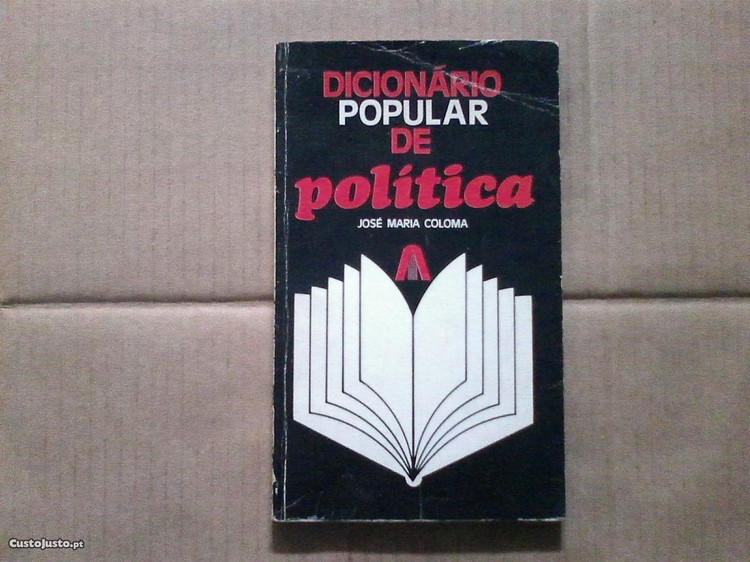 DICIONÁRIO
POPULAR
DE
política
JOSÉ MARIA COLOMA
CustoJusto.pt